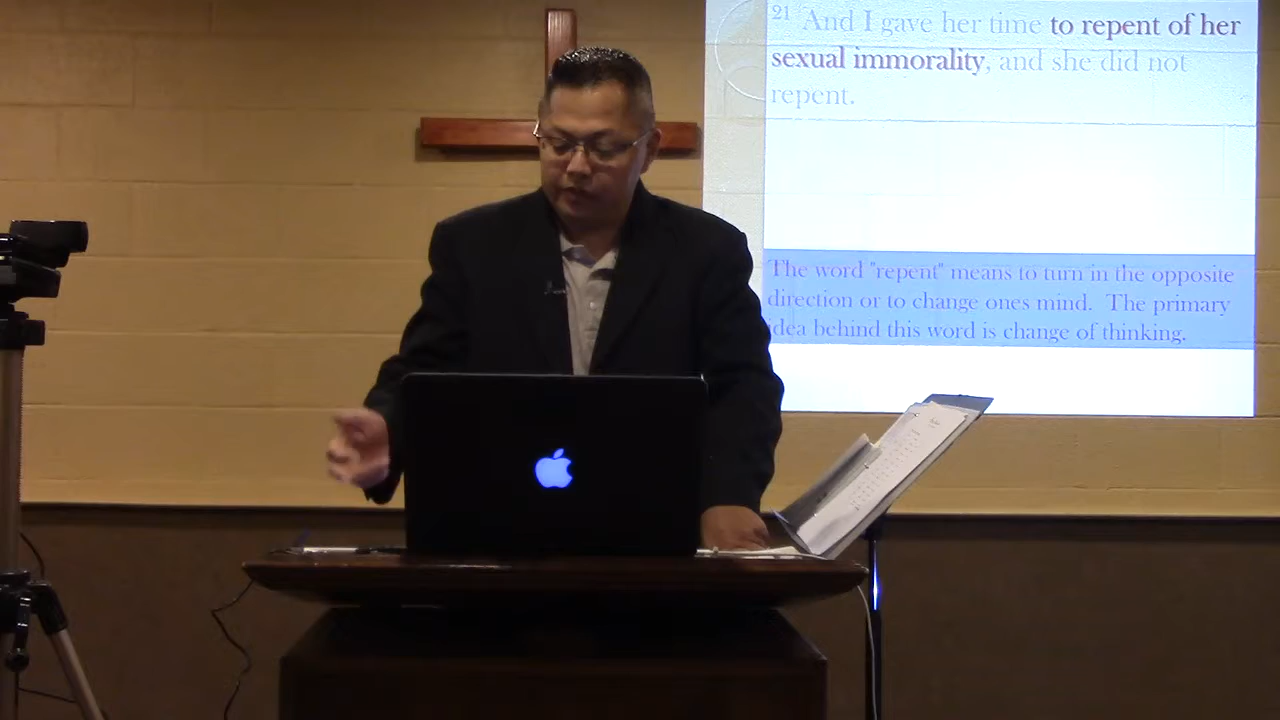 21 And I gave her time to repent of her
sexual immorality, and she did not
repent.
The word "repent" means to turn in the opposite
direction or to change ones mind. The primary
idea behind this word is change of thinking.